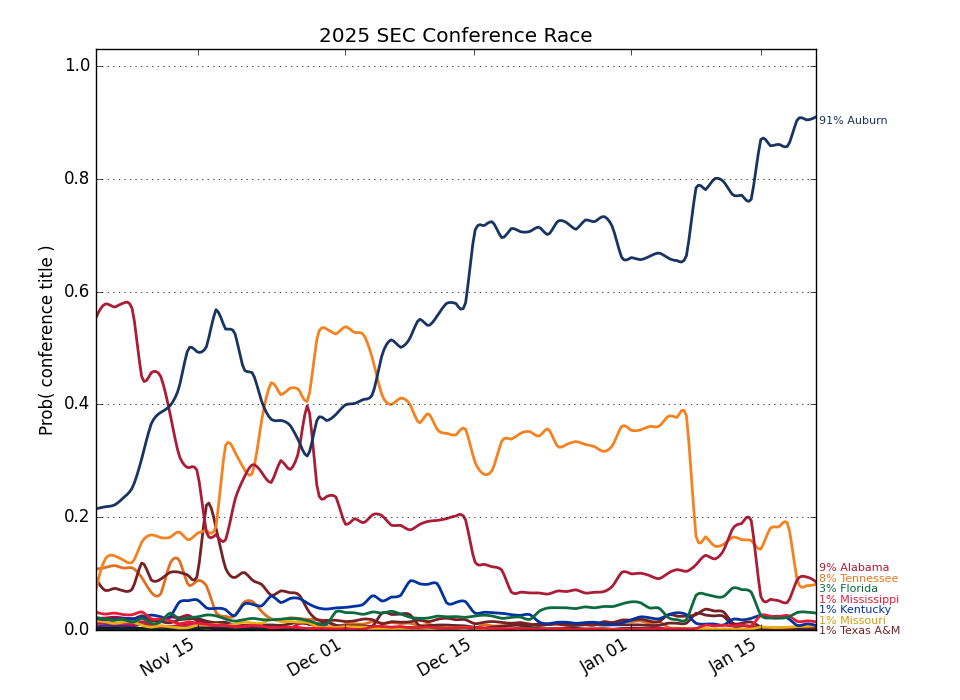 2025 SEC Conference Race
Prob( conference title )
1.0
0.8
0.6
0.4
0.2
0.0
Nov 15
Dec 01
Dec 15
Jan 01
Jan 15
91% Auburn
9% Alabama
8% Tennessee
3% Florida
1% Mississippi
1% Kentucky
1% Missouri
1% Texas A&M